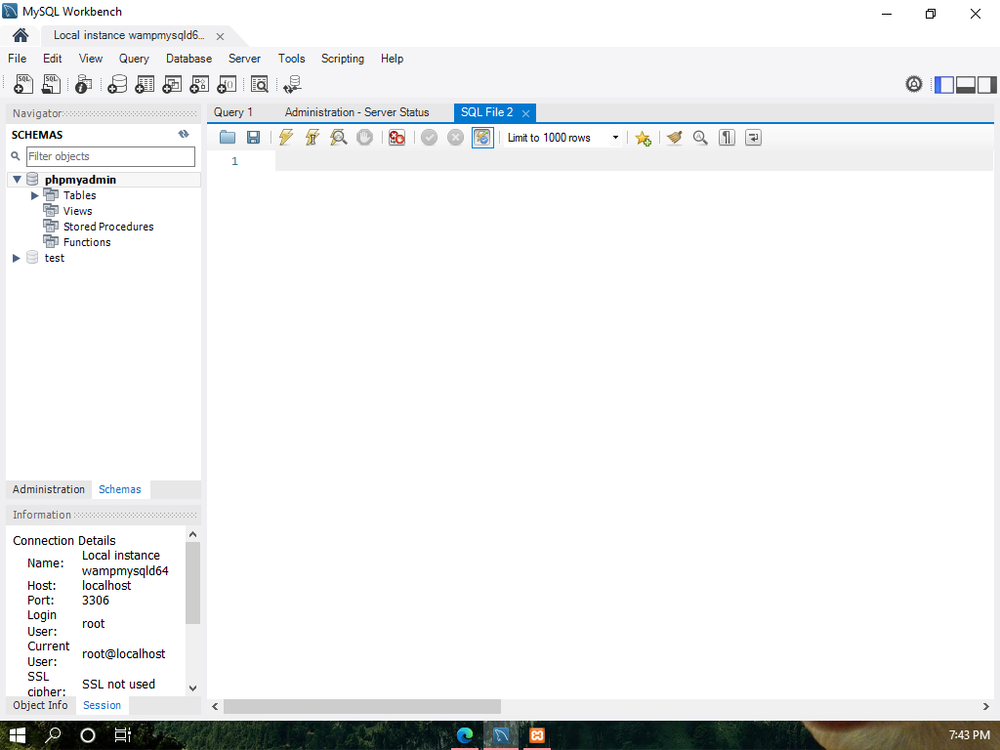 MySQL Workbench
Local instance wampmysqld6...
File Edit View Query Database Server Tools Scripting Help
Navigator
Query 1 Administration - Server Status SQL File 2
SCHEMAS
Limit to 1000 rows
Filter objects
1
phpmyadmin
Tables
Views
Stored Procedures
Functions
test
Administration Schemas
Information
Connection Details
Name: Local instance wampmysqld64
Host: localhost
Port: 3306
Login User: root
Current User: root@localhost
SSL cipher: SSL not used
Object Info Session
7:43 PM